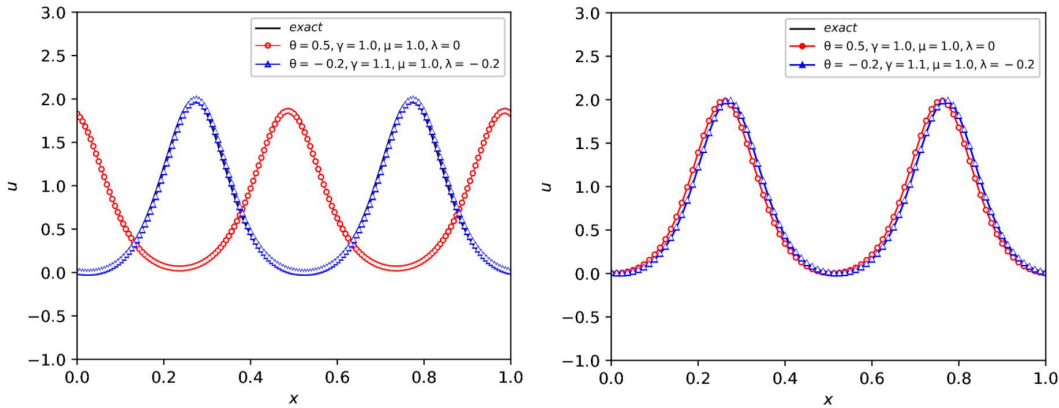 3.0
2.5
2.0
1.5
1.0
0.5
0.0
−0.5
−1.0
u
exact
θ = 0.5, γ = 1.0, μ = 1.0, λ = 0
θ = − 0.2, γ = 1.1, μ = 1.0, λ = − 0.2
0.0 0.2 0.4 0.6 0.8 1.0
x
3.0
2.5
2.0
1.5
1.0
0.5
0.0
−0.5
−1.0
u
exact
θ = 0.5, γ = 1.0, μ = 1.0, λ = 0
θ = − 0.2, γ = 1.1, μ = 1.0, λ = − 0.2
0.0 0.2 0.4 0.6 0.8 1.0
x